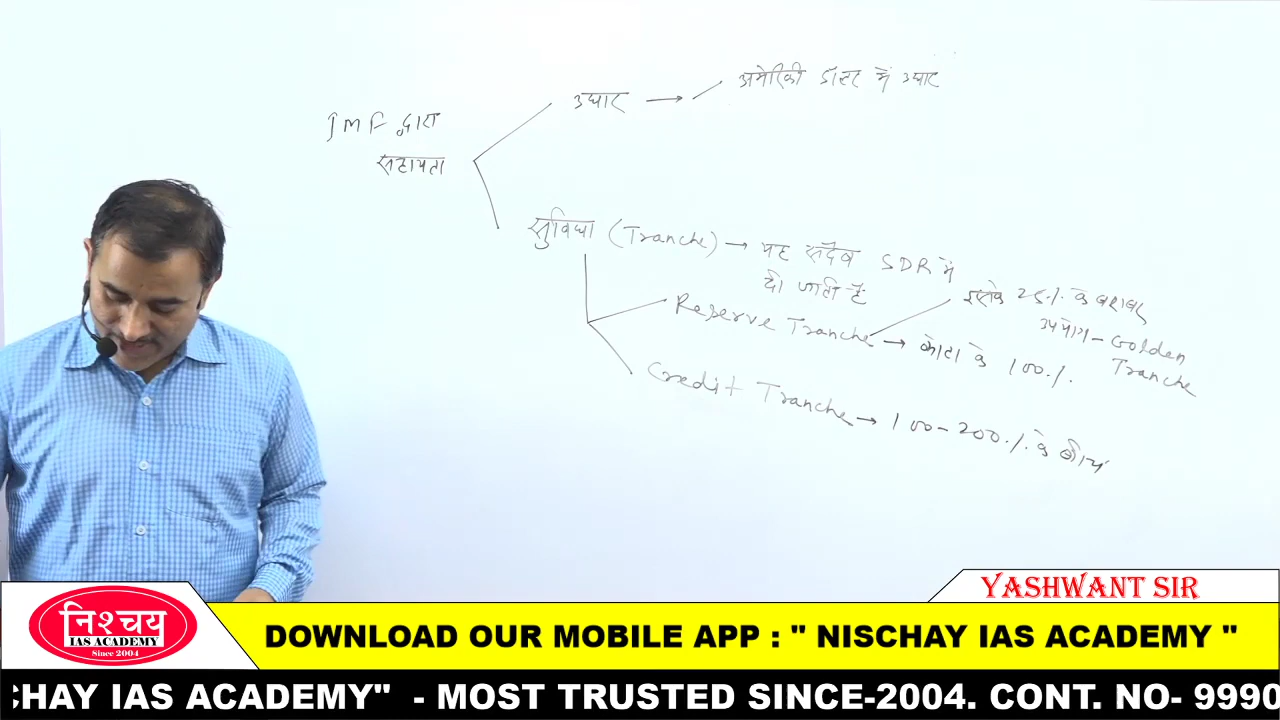 IMF द्वारा
सहायता
उधार → अमेरिकी डॉलर में उधार
सुविधा (Tranche) → यह सदैव SDR में
दी जाती है
Reserve Tranche → कोटा के 100%
इसके 25% के बराबर
उपयोग - Golden
Tranche
Credit Tranche → 100-200% के बीच
निश्चय
IAS ACADEMY
Since 2004
YASHWANT SIR
DOWNLOAD OUR MOBILE APP : " NISCHAY IAS ACADEMY "
CHAY IAS ACADEMY" - MOST TRUSTED SINCE-2004. CONT. NO- 9990